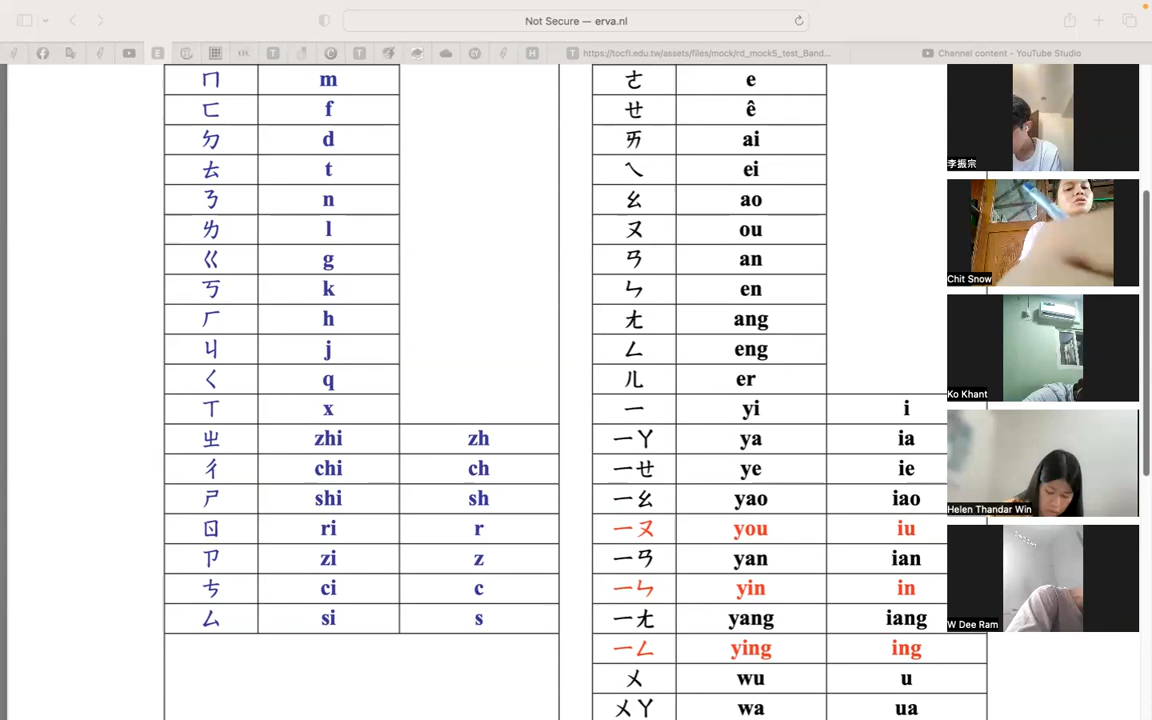 Not Secure — erva.nl
https://tocfl.edu.tw/assets/files/mock/rd_mock5_test_Band...
Channel content - YouTube Studio
ㄇ m
ㄈ f
ㄉ d
ㄊ t
ㄋ n
ㄌ l
ㄍ g
ㄎ k
ㄏ h
ㄐ j
ㄑ q
ㄒ x
ㄓ zhi zh
ㄔ chi ch
ㄕ shi sh
ㄖ ri r
ㄗ zi z
ㄘ ci c
ㄙ si s
ㄜ e
ㄝ ê
ㄞ ai
ㄟ ei
ㄠ ao
ㄡ ou
ㄢ an
ㄣ en
ㄤ ang
ㄥ eng
ㄦ er
ㄧ yi i
ㄧㄚ ya ia
ㄧㄝ ye ie
ㄧㄠ yao iao
ㄧㄡ you iu
ㄧㄢ yan ian
ㄧㄣ yin in
ㄧㄤ yang iang
ㄧㄥ ying ing
ㄨ wu u
ㄨㄚ wa ua
李振宗
Chit Snow
Ko Khant
Helen Thandar Win
W Dee Ram